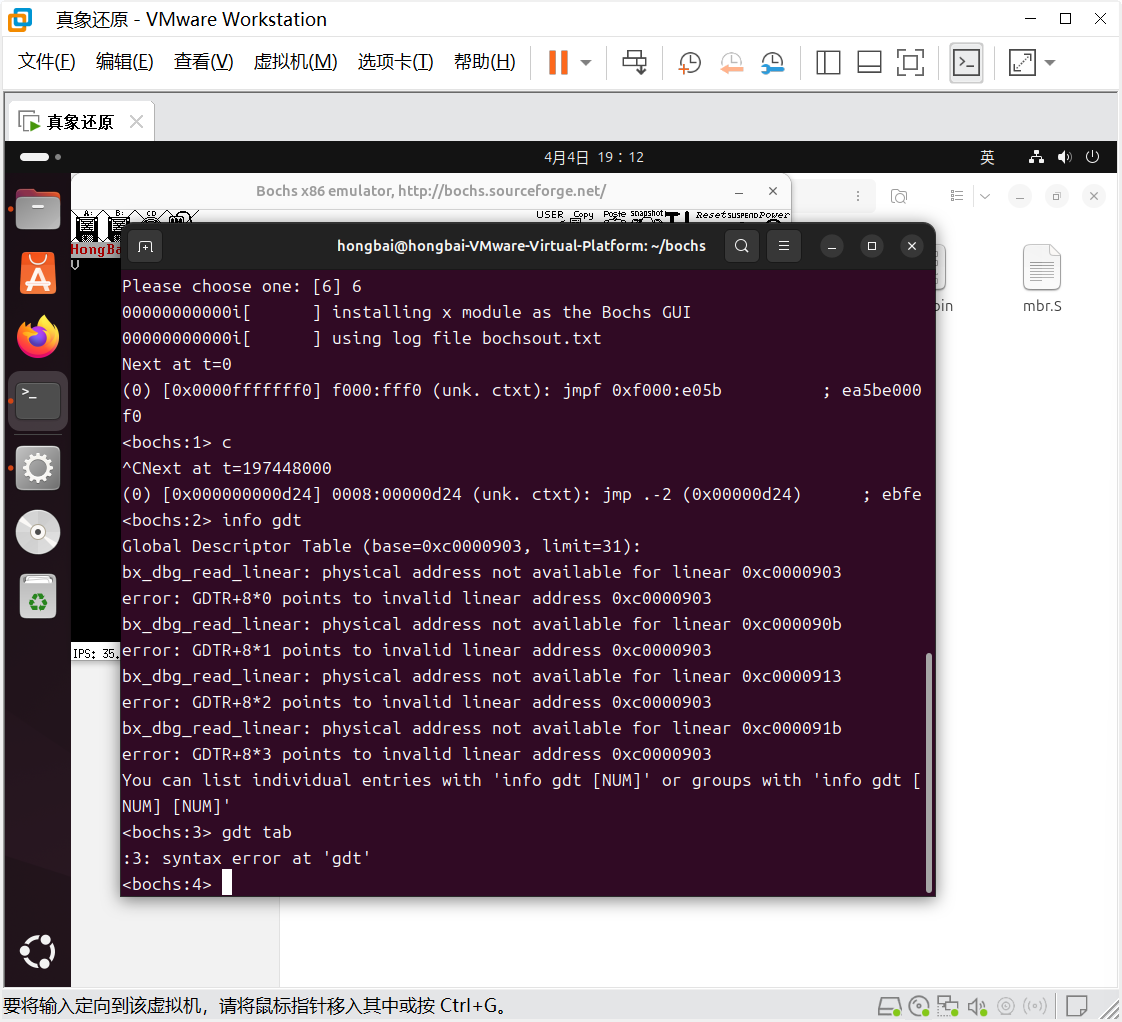 真象还原 - VMware Workstation
文件(F) 编辑(E) 查看(V) 虚拟机(M) 选项卡(T) 帮助(H)
真象还原
4月4日 19：12
英
Bochs x86 emulator, http://bochs.sourceforge.net/
A: B: CD
USER Copy Paste snapshot Reset SUSPEND Power
HongBa
V
hongbai@hongbai-VMware-Virtual-Platform: ~/bochs
Please choose one: [6] 6
00000000000i[       ] installing x module as the Bochs GUI
00000000000i[       ] using log file bochsout.txt
Next at t=0
(0) [0x0000fffffff0] f000:fff0 (unk. ctxt): jmpf 0xf000:e05b          ; ea5be000
f0
<bochs:1> c
^CNext at t=197448000
(0) [0x000000000d24] 0008:00000d24 (unk. ctxt): jmp .-2 (0x00000d24)      ; ebfe
<bochs:2> info gdt
Global Descriptor Table (base=0xc0000903, limit=31):
bx_dbg_read_linear: physical address not available for linear 0xc0000903
error: GDTR+8*0 points to invalid linear address 0xc0000903
bx_dbg_read_linear: physical address not available for linear 0xc000090b
error: GDTR+8*1 points to invalid linear address 0xc0000903
bx_dbg_read_linear: physical address not available for linear 0xc0000913
error: GDTR+8*2 points to invalid linear address 0xc0000903
bx_dbg_read_linear: physical address not available for linear 0xc000091b
error: GDTR+8*3 points to invalid linear address 0xc0000903
You can list individual entries with 'info gdt [NUM]' or groups with 'info gdt [
NUM] [NUM]'
<bochs:3> gdt tab
:3: syntax error at 'gdt'
<bochs:4>
IPS: 35.
mbr.S
要将输入定向到该虚拟机，请将鼠标指针移入其中或按 Ctrl+G。